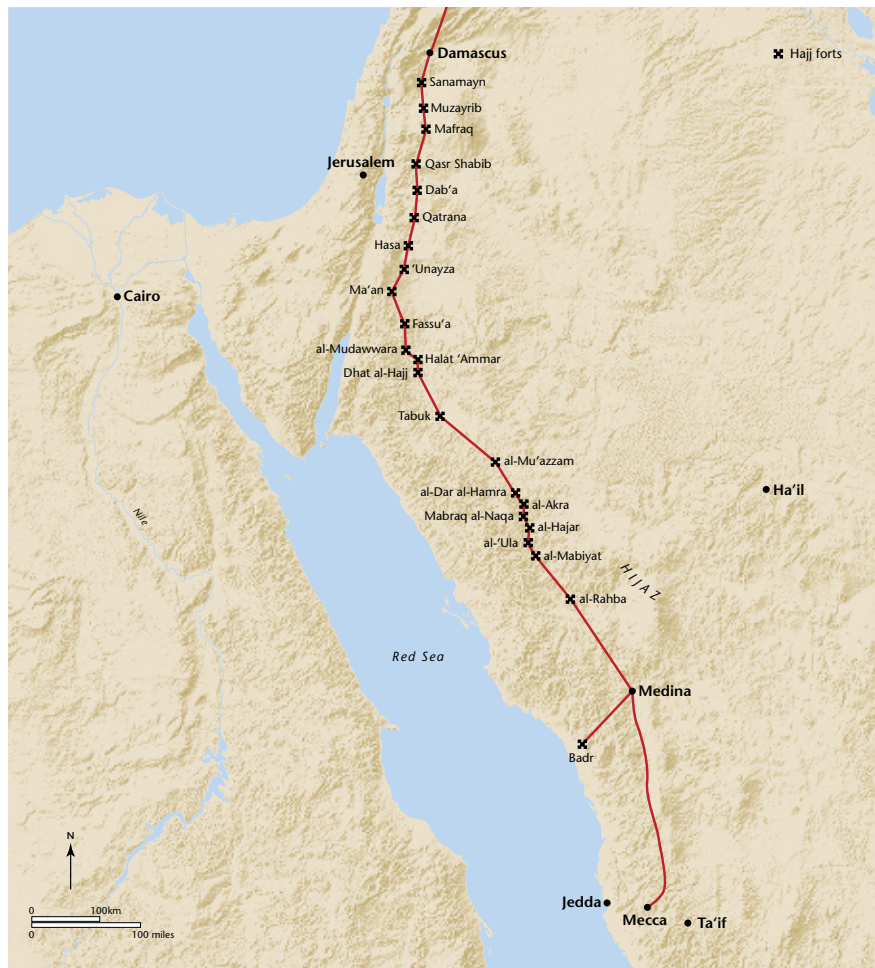 Damascus
Hajj forts
Sanamayn
Muzayrib
Mafraq
Jerusalem
Qasr Shabib
Dab‘a
Qatrana
Hasa
‘Unayza
Ma‘an
Cairo
Fassu‘a
al-Mudawwara
Halat ‘Ammar
Dhat al-Hajj
Tabuk
al-Mu‘azzam
Ha’il
al-Dar al-Hamra
al-Akra
Mabraq al-Naqa
Nile
al-Hajar
al-‘Ula
al-Mabiyat
HIJAZ
al-Rahba
Red Sea
Medina
Badr
N
Jedda
Mecca
Ta’if
0 100km
0 100 miles